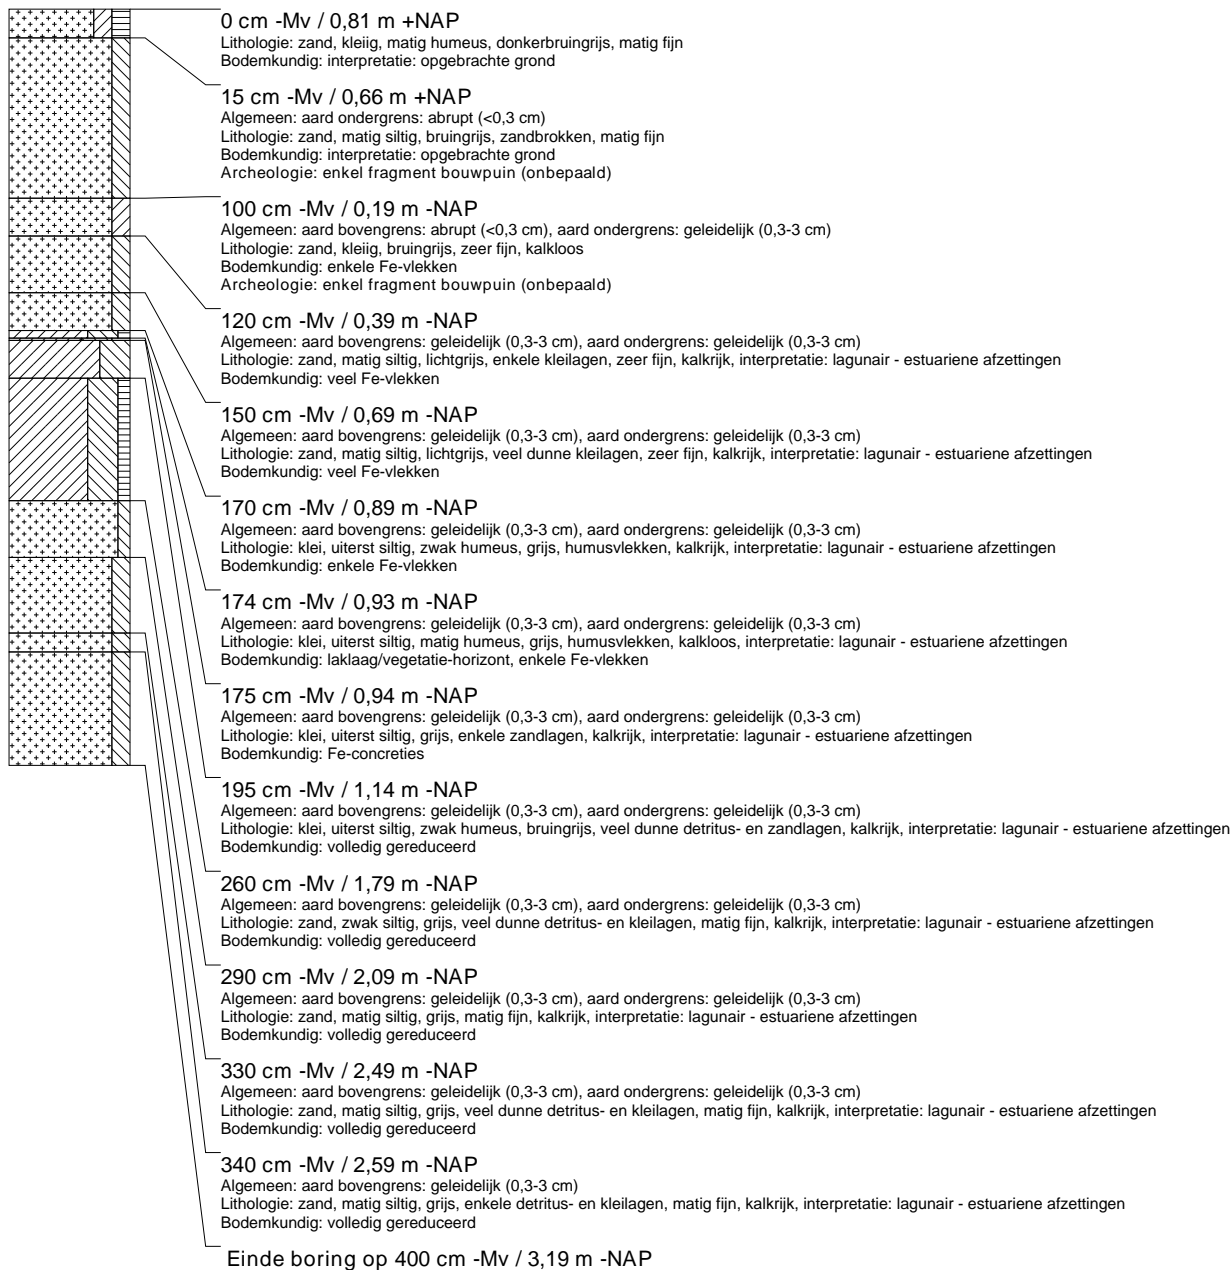 0 cm -Mv / 0,81 m +NAP
Lithologie: zand, kleiig, matig humeus, donkerbruingrijs, matig fijn
Bodemkundig: interpretatie: opgebrachte grond
15 cm -Mv / 0,66 m +NAP
Algemeen: aard ondergrens: abrupt (<0,3 cm)
Lithologie: zand, matig siltig, bruingrijs, zandbrokken, matig fijn
Bodemkundig: interpretatie: opgebrachte grond
Archeologie: enkel fragment bouwpuin (onbepaald)
100 cm -Mv / 0,19 m -NAP
Algemeen: aard bovengrens: abrupt (<0,3 cm), aard ondergrens: geleidelijk (0,3-3 cm)
Lithologie: zand, kleiig, bruingrijs, zeer fijn, kalkloos
Bodemkundig: enkele Fe-vlekken
Archeologie: enkel fragment bouwpuin (onbepaald)
120 cm -Mv / 0,39 m -NAP
Algemeen: aard bovengrens: geleidelijk (0,3-3 cm), aard ondergrens: geleidelijk (0,3-3 cm)
Lithologie: zand, matig siltig, lichtgrijs, enkele kleilagen, zeer fijn, kalkrijk, interpretatie: lagunair - estuariene afzettingen
Bodemkundig: veel Fe-vlekken
150 cm -Mv / 0,69 m -NAP
Algemeen: aard bovengrens: geleidelijk (0,3-3 cm), aard ondergrens: geleidelijk (0,3-3 cm)
Lithologie: zand, matig siltig, lichtgrijs, veel dunne kleilagen, zeer fijn, kalkrijk, interpretatie: lagunair - estuariene afzettingen
Bodemkundig: veel Fe-vlekken
170 cm -Mv / 0,89 m -NAP
Algemeen: aard bovengrens: geleidelijk (0,3-3 cm), aard ondergrens: geleidelijk (0,3-3 cm)
Lithologie: klei, uiterst siltig, zwak humeus, grijs, humusvlekken, kalkrijk, interpretatie: lagunair - estuariene afzettingen
Bodemkundig: enkele Fe-vlekken
174 cm -Mv / 0,93 m -NAP
Algemeen: aard bovengrens: geleidelijk (0,3-3 cm), aard ondergrens: geleidelijk (0,3-3 cm)
Lithologie: klei, uiterst siltig, matig humeus, grijs, humusvlekken, kalkloos, interpretatie: lagunair - estuariene afzettingen
Bodemkundig: laklaag/vegetatie-horizont, enkele Fe-vlekken
175 cm -Mv / 0,94 m -NAP
Algemeen: aard bovengrens: geleidelijk (0,3-3 cm), aard ondergrens: geleidelijk (0,3-3 cm)
Lithologie: klei, uiterst siltig, grijs, enkele zandlagen, kalkrijk, interpretatie: lagunair - estuariene afzettingen
Bodemkundig: Fe-concreties
195 cm -Mv / 1,14 m -NAP
Algemeen: aard bovengrens: geleidelijk (0,3-3 cm), aard ondergrens: geleidelijk (0,3-3 cm)
Lithologie: klei, uiterst siltig, zwak humeus, bruingrijs, veel dunne detritus- en zandlagen, kalkrijk, interpretatie: lagunair - estuariene afzettingen
Bodemkundig: volledig gereduceerd
260 cm -Mv / 1,79 m -NAP
Algemeen: aard bovengrens: geleidelijk (0,3-3 cm), aard ondergrens: geleidelijk (0,3-3 cm)
Lithologie: zand, zwak siltig, grijs, veel dunne detritus- en kleilagen, matig fijn, kalkrijk, interpretatie: lagunair - estuariene afzettingen
Bodemkundig: volledig gereduceerd
290 cm -Mv / 2,09 m -NAP
Algemeen: aard bovengrens: geleidelijk (0,3-3 cm), aard ondergrens: geleidelijk (0,3-3 cm)
Lithologie: zand, matig siltig, grijs, matig fijn, kalkrijk, interpretatie: lagunair - estuariene afzettingen
Bodemkundig: volledig gereduceerd
330 cm -Mv / 2,49 m -NAP
Algemeen: aard bovengrens: geleidelijk (0,3-3 cm), aard ondergrens: geleidelijk (0,3-3 cm)
Lithologie: zand, matig siltig, grijs, veel dunne detritus- en kleilagen, matig fijn, kalkrijk, interpretatie: lagunair - estuariene afzettingen
Bodemkundig: volledig gereduceerd
340 cm -Mv / 2,59 m -NAP
Algemeen: aard bovengrens: geleidelijk (0,3-3 cm)
Lithologie: zand, matig siltig, grijs, enkele detritus- en kleilagen, matig fijn, kalkrijk, interpretatie: lagunair - estuariene afzettingen
Bodemkundig: volledig gereduceerd
Einde boring op 400 cm -Mv / 3,19 m -NAP